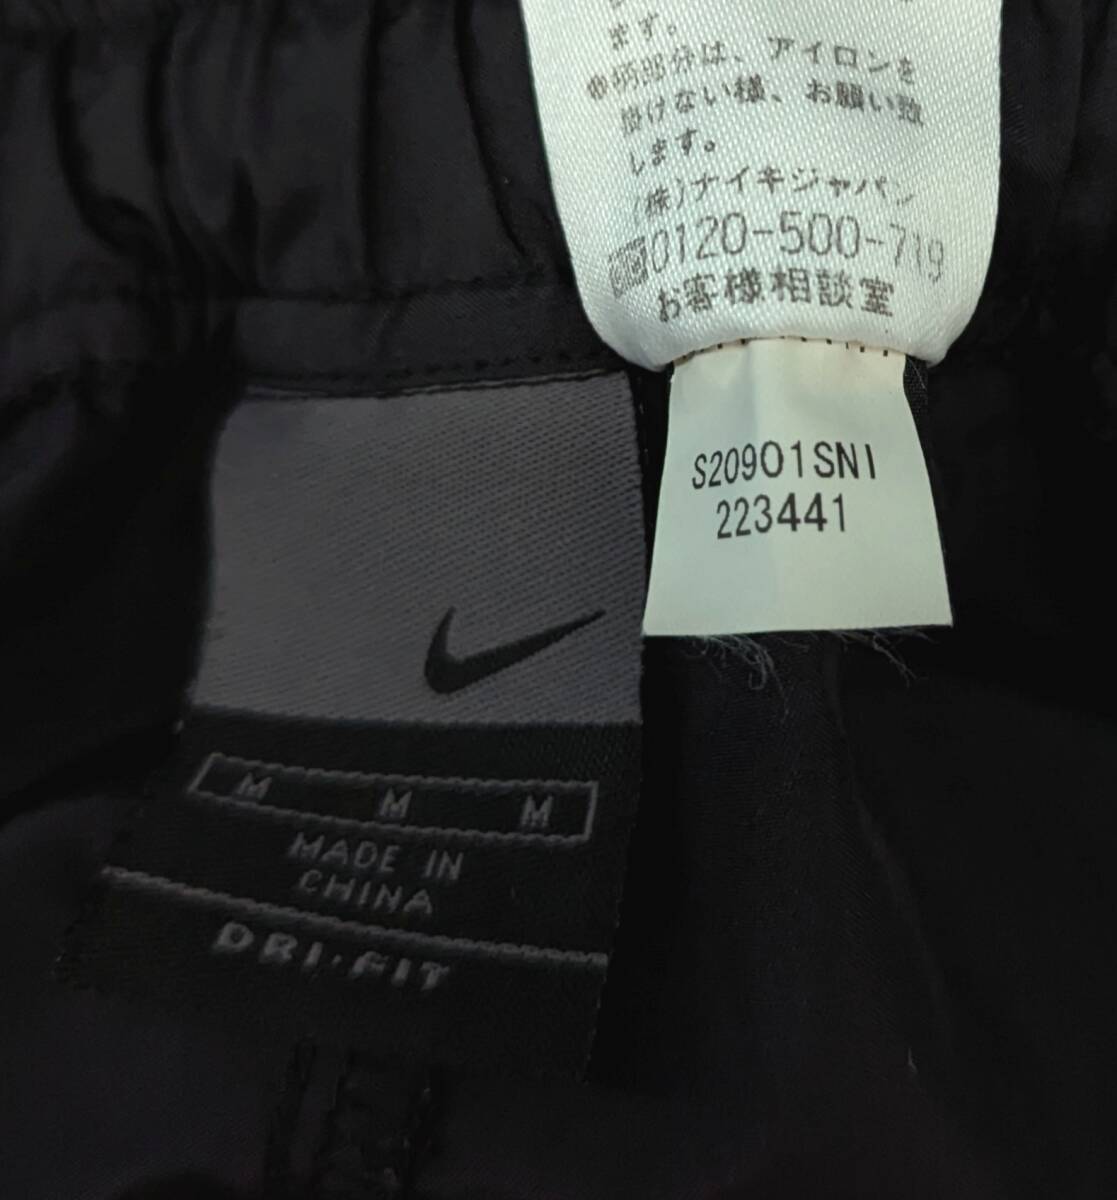 ます。
●柄部分は、アイロンを
掛けない様、お願い致
します。
(株)ナイキジャパン
0120-500-719
お客様相談室
S20901SNI
223441
M M M
MADE IN
CHINA
DRI·FIT